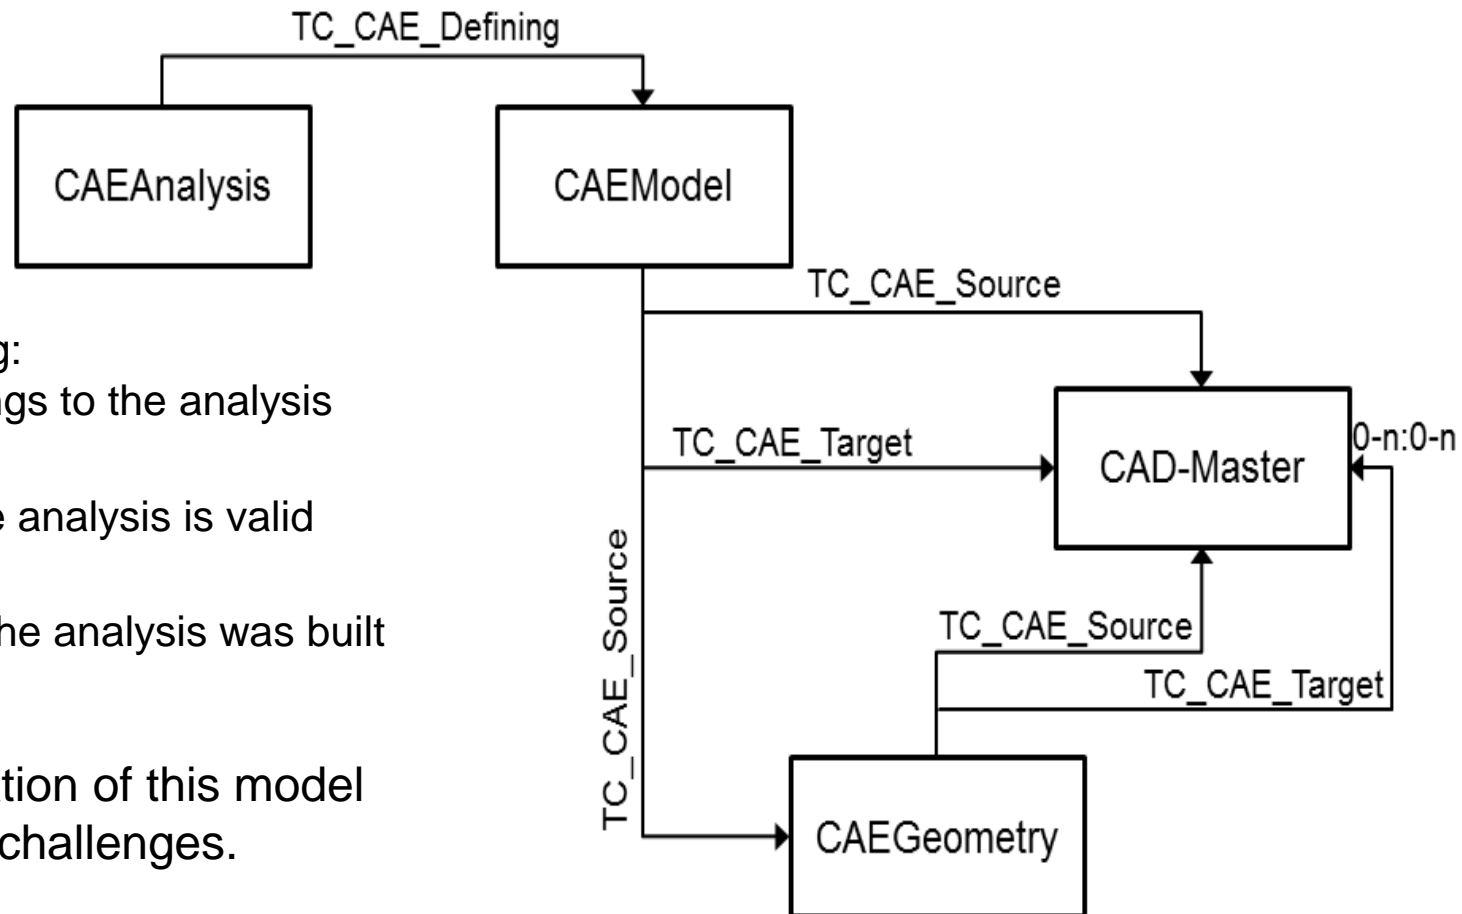 TC_CAE_Defining
CAEAnalysis
CAEModel
TC_CAE_Source
g:
ngs to the analysis
TC_CAE_Target
0-n:0-n
CAD-Master
e analysis is valid
TC_CAE_Source
he analysis was built
TC_CAE_Source
TC_CAE_Target
tion of this model
challenges.
CAEGeometry